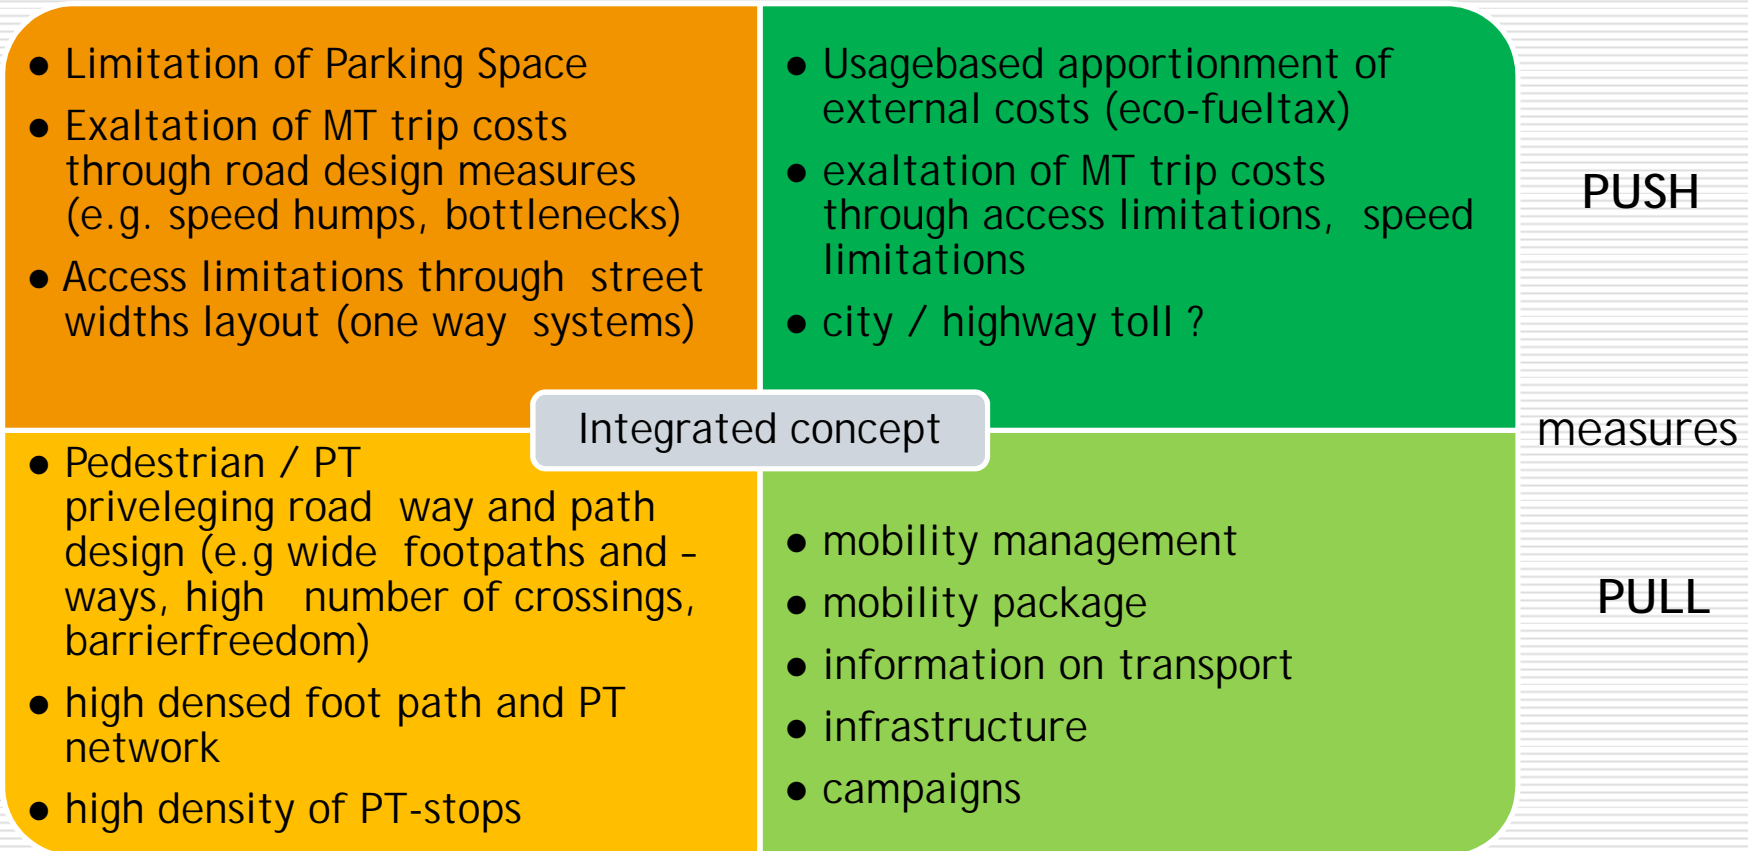 ● Limitation of Parking Space
● Exaltation of MT trip costs
through road design measures
(e.g. speed humps, bottlenecks)
● Access limitations through street
widths layout (one way systems)
● Usagebased apportionment of
external costs (eco-fueltax)
● exaltation of MT trip costs
through access limitations, speed
limitations
● city / highway toll ?
PUSH
Integrated concept
measures
● Pedestrian / PT
priveleging road way and path
design (e.g wide footpaths and –
ways, high number of crossings,
barrierfreedom)
● high densed foot path and PT
network
● high density of PT-stops
● mobility management
● mobility package
● information on transport
● infrastructure
● campaigns
PULL